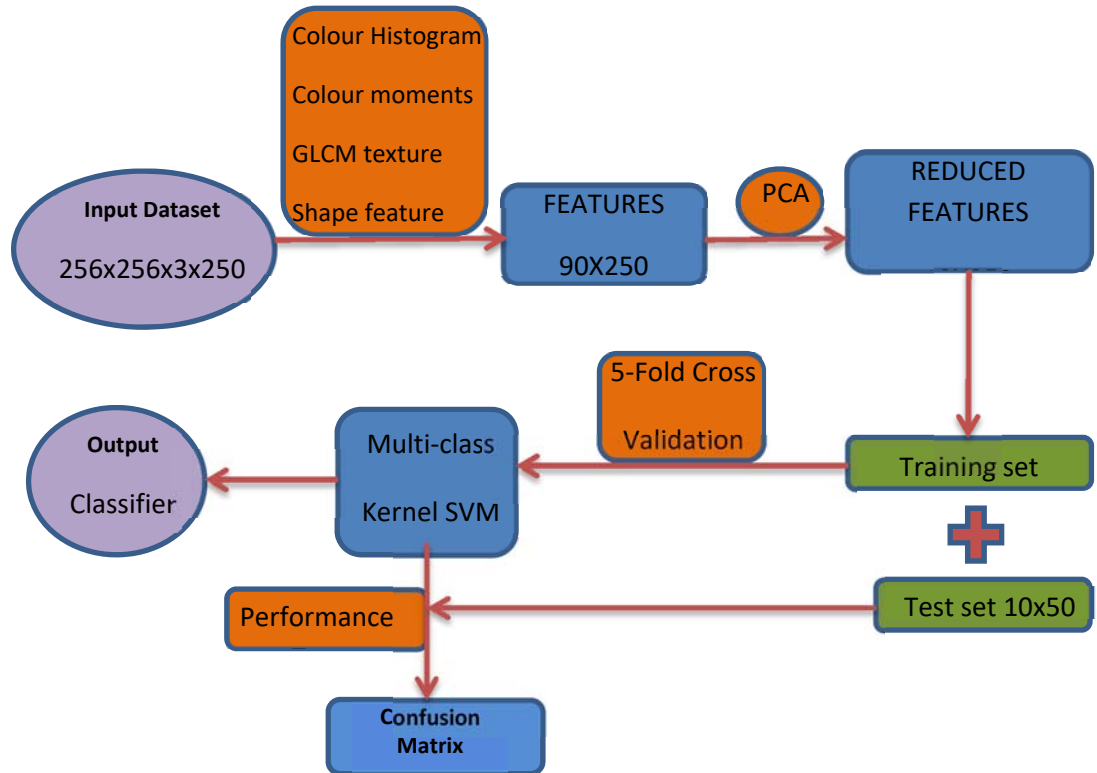 Colour Histogram
Colour moments
GLCM texture
Shape feature
Input Dataset
256x256x3x250
FEATURES
90X250
PCA
REDUCED
FEATURES
5-Fold Cross
Validation
Training set
Multi-class
Kernel SVM
Output
Classifier
Test set 10x50
Performance
Confusion
Matrix